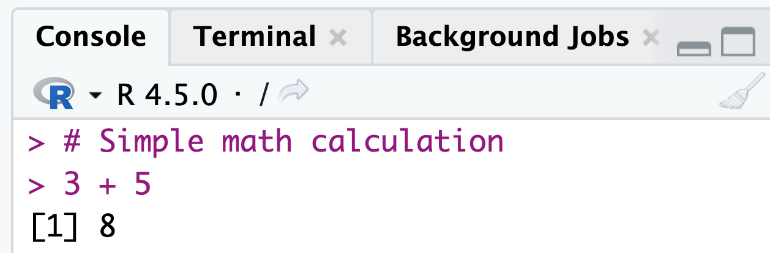 Console Terminal × Background Jobs ×
R R 4.5.0 · /
> # Simple math calculation
> 3 + 5
[1] 8